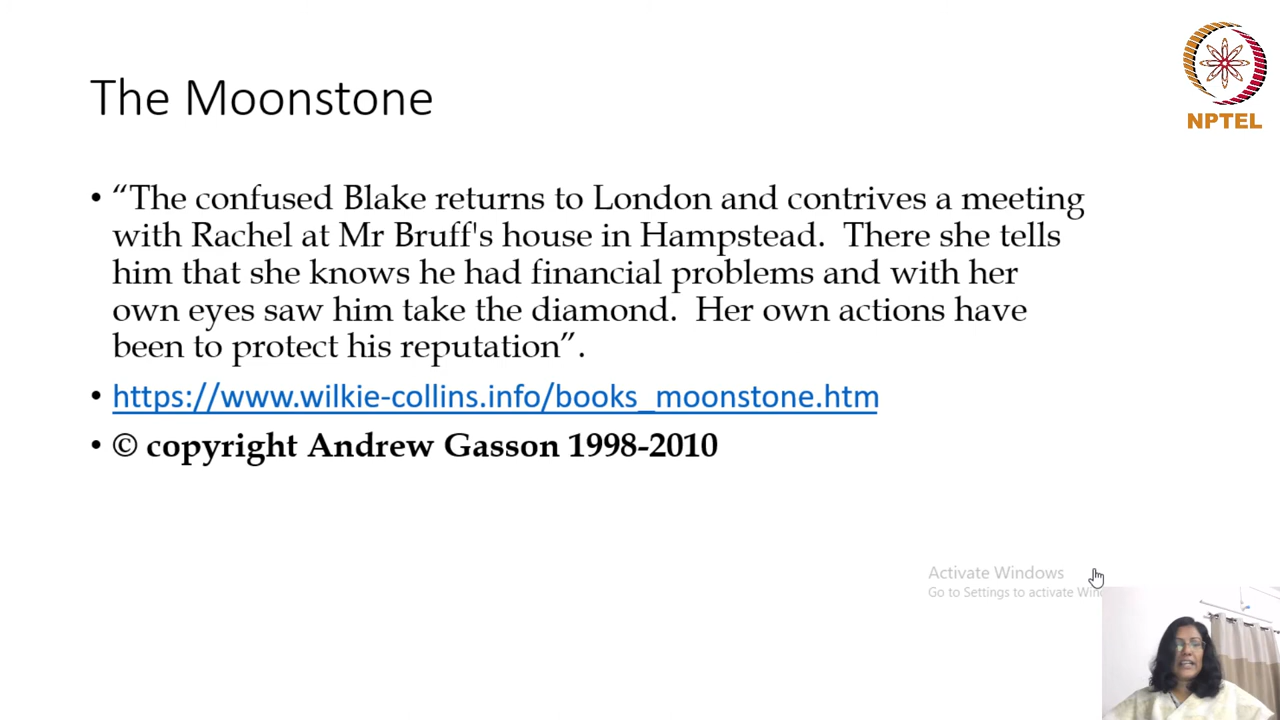 The Moonstone
NPTEL
• “The confused Blake returns to London and contrives a meeting
with Rachel at Mr Bruff's house in Hampstead.  There she tells
him that she knows he had financial problems and with her
own eyes saw him take the diamond.  Her own actions have
been to protect his reputation”.
• https://www.wilkie-collins.info/books_moonstone.htm
• © copyright Andrew Gasson 1998-2010
Activate Windows
Go to Settings to activate